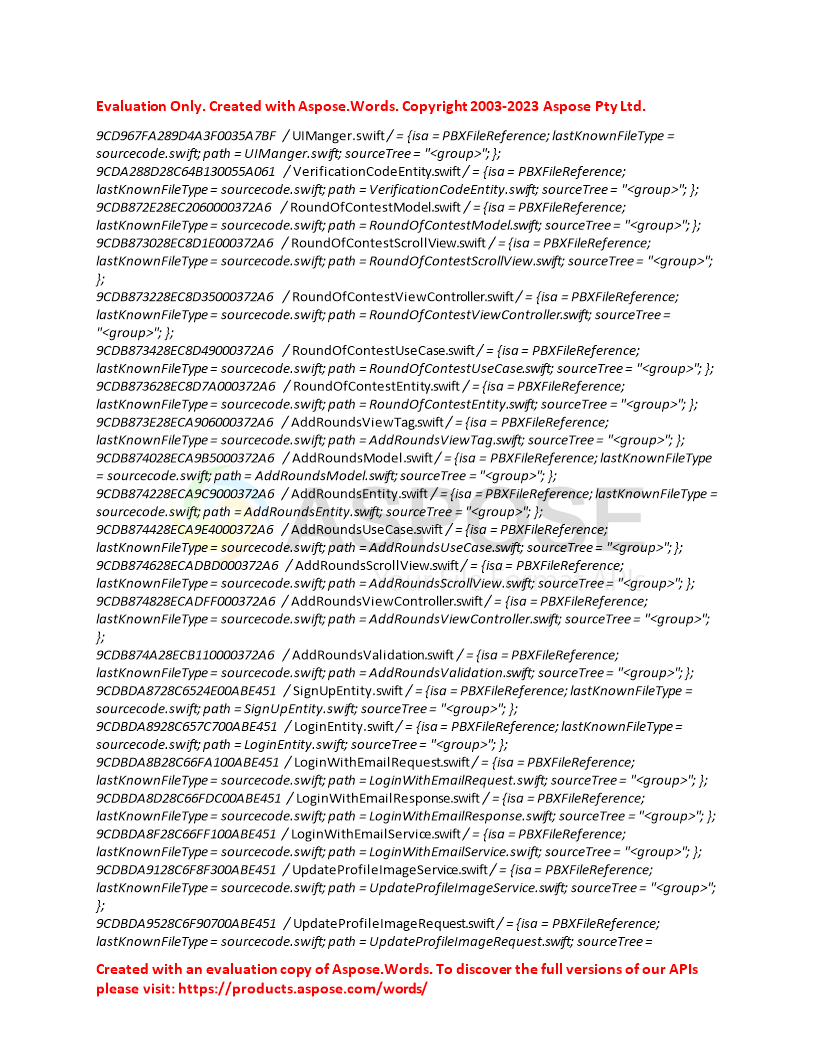 Evaluation Only. Created with Aspose.Words. Copyright 2003-2023 Aspose Pty Ltd.
9CD967FA289D4A3F0035A7BF / UIManger.swift / = {isa = PBXFileReference; lastKnownFileType =
sourcecode.swift; path = UIManger.swift; sourceTree = "<group>"; };
9CDA288D28C64B130055A061 / VerificationCodeEntity.swift / = {isa = PBXFileReference;
lastKnownFileType = sourcecode.swift; path = VerificationCodeEntity.swift; sourceTree = "<group>"; };
9CDB872E28EC2060000372A6 / RoundOfContestModel.swift / = {isa = PBXFileReference;
lastKnownFileType = sourcecode.swift; path = RoundOfContestModel.swift; sourceTree = "<group>"; };
9CDB873028EC8D1E000372A6 / RoundOfContestScrollView.swift / = {isa = PBXFileReference;
lastKnownFileType = sourcecode.swift; path = RoundOfContestScrollView.swift; sourceTree = "<group>";
};
9CDB873228EC8D35000372A6 / RoundOfContestViewController.swift / = {isa = PBXFileReference;
lastKnownFileType = sourcecode.swift; path = RoundOfContestViewController.swift; sourceTree =
"<group>"; };
9CDB873428EC8D49000372A6 / RoundOfContestUseCase.swift / = {isa = PBXFileReference;
lastKnownFileType = sourcecode.swift; path = RoundOfContestUseCase.swift; sourceTree = "<group>"; };
9CDB873628EC8D7A000372A6 / RoundOfContestEntity.swift / = {isa = PBXFileReference;
lastKnownFileType = sourcecode.swift; path = RoundOfContestEntity.swift; sourceTree = "<group>"; };
9CDB873E28ECA906000372A6 / AddRoundsViewTag.swift / = {isa = PBXFileReference;
lastKnownFileType = sourcecode.swift; path = AddRoundsViewTag.swift; sourceTree = "<group>"; };
9CDB874028ECA9B5000372A6 / AddRoundsModel.swift / = {isa = PBXFileReference; lastKnownFileType
= sourcecode.swift; path = AddRoundsModel.swift; sourceTree = "<group>"; };
9CDB874228ECA9C9000372A6 / AddRoundsEntity.swift / = {isa = PBXFileReference; lastKnownFileType =
sourcecode.swift; path = AddRoundsEntity.swift; sourceTree = "<group>"; };
9CDB874428ECA9E4000372A6 / AddRoundsUseCase.swift / = {isa = PBXFileReference;
lastKnownFileType = sourcecode.swift; path = AddRoundsUseCase.swift; sourceTree = "<group>"; };
9CDB874628ECADBD000372A6 / AddRoundsScrollView.swift / = {isa = PBXFileReference;
lastKnownFileType = sourcecode.swift; path = AddRoundsScrollView.swift; sourceTree = "<group>"; };
9CDB874828ECADFF000372A6 / AddRoundsViewController.swift / = {isa = PBXFileReference;
lastKnownFileType = sourcecode.swift; path = AddRoundsViewController.swift; sourceTree = "<group>";
};
9CDB874A28ECB110000372A6 / AddRoundsValidation.swift / = {isa = PBXFileReference;
lastKnownFileType = sourcecode.swift; path = AddRoundsValidation.swift; sourceTree = "<group>"; };
9CDBDA8728C6524E00ABE451 / SignUpEntity.swift / = {isa = PBXFileReference; lastKnownFileType =
sourcecode.swift; path = SignUpEntity.swift; sourceTree = "<group>"; };
9CDBDA8928C657C700ABE451 / LoginEntity.swift / = {isa = PBXFileReference; lastKnownFileType =
sourcecode.swift; path = LoginEntity.swift; sourceTree = "<group>"; };
9CDBDA8B28C66FA100ABE451 / LoginWithEmailRequest.swift / = {isa = PBXFileReference;
lastKnownFileType = sourcecode.swift; path = LoginWithEmailRequest.swift; sourceTree = "<group>"; };
9CDBDA8D28C66FDC00ABE451 / LoginWithEmailResponse.swift / = {isa = PBXFileReference;
lastKnownFileType = sourcecode.swift; path = LoginWithEmailResponse.swift; sourceTree = "<group>"; };
9CDBDA8F28C66FF100ABE451 / LoginWithEmailService.swift / = {isa = PBXFileReference;
lastKnownFileType = sourcecode.swift; path = LoginWithEmailService.swift; sourceTree = "<group>"; };
9CDBDA9128C6F8F300ABE451 / UpdateProfileImageService.swift / = {isa = PBXFileReference;
lastKnownFileType = sourcecode.swift; path = UpdateProfileImageService.swift; sourceTree = "<group>";
};
9CDBDA9528C6F90700ABE451 / UpdateProfileImageRequest.swift / = {isa = PBXFileReference;
lastKnownFileType = sourcecode.swift; path = UpdateProfileImageRequest.swift; sourceTree =
ASPOSE
Created with an evaluation copy of Aspose.Words. To discover the full versions of our APIs
please visit: https://products.aspose.com/words/